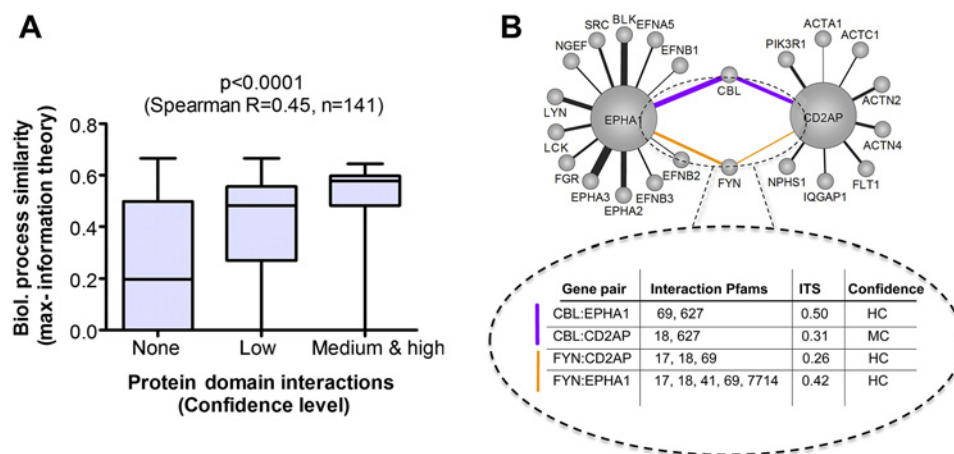 A
p<0.0001
(Spearman R=0.45, n=141)
Biol. process similarity
(max- information theory)
0.8
0.6
0.4
0.2
0.0
None
Low
Medium & high
Protein domain interactions
(Confidence level)
B
BLK
SRC
EFNA5
NGEF
EFNB1
LYN
EPHA1
LCK
FGR
EPHA3
EPHA2
EFNB3
EFNB2
CBL
FYN
ACTA1
ACTC1
PIK3R1
CD2AP
ACTN2
ACTN4
FLT1
IQGAP1
NPHS1
Gene pair Interaction Pfams ITS Confidence
CBL:EPHA1 69, 627 0.50 HC
CBL:CD2AP 18, 627 0.31 MC
FYN:CD2AP 17, 18, 69 0.26 HC
FYN:EPHA1 17, 18, 41, 69, 7714 0.42 HC